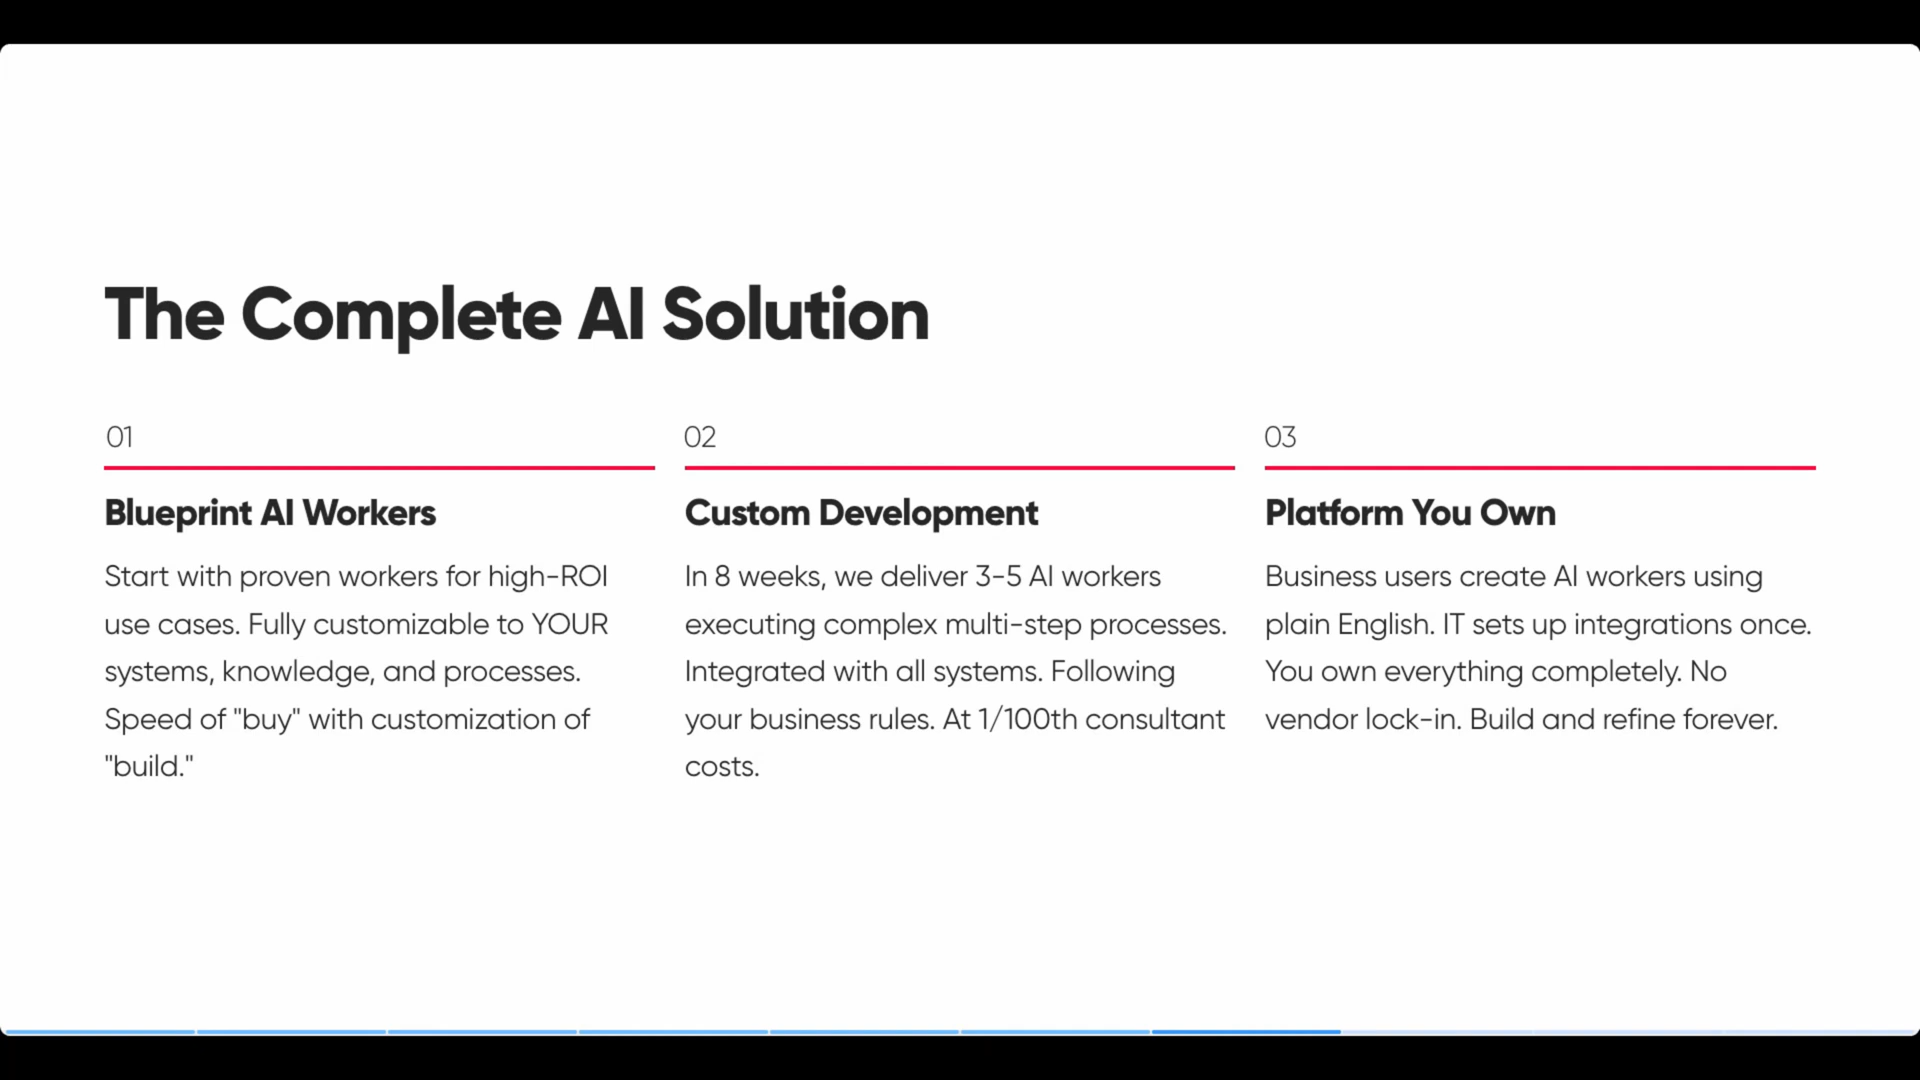 The Complete AI Solution
01
Blueprint AI Workers
Start with proven workers for high-ROI
use cases. Fully customizable to YOUR
systems, knowledge, and processes.
Speed of "buy" with customization of
"build."
02
Custom Development
In 8 weeks, we deliver 3-5 AI workers
executing complex multi-step processes.
Integrated with all systems. Following
your business rules. At 1/100th consultant
costs.
03
Platform You Own
Business users create AI workers using
plain English. IT sets up integrations once.
You own everything completely. No
vendor lock-in. Build and refine forever.